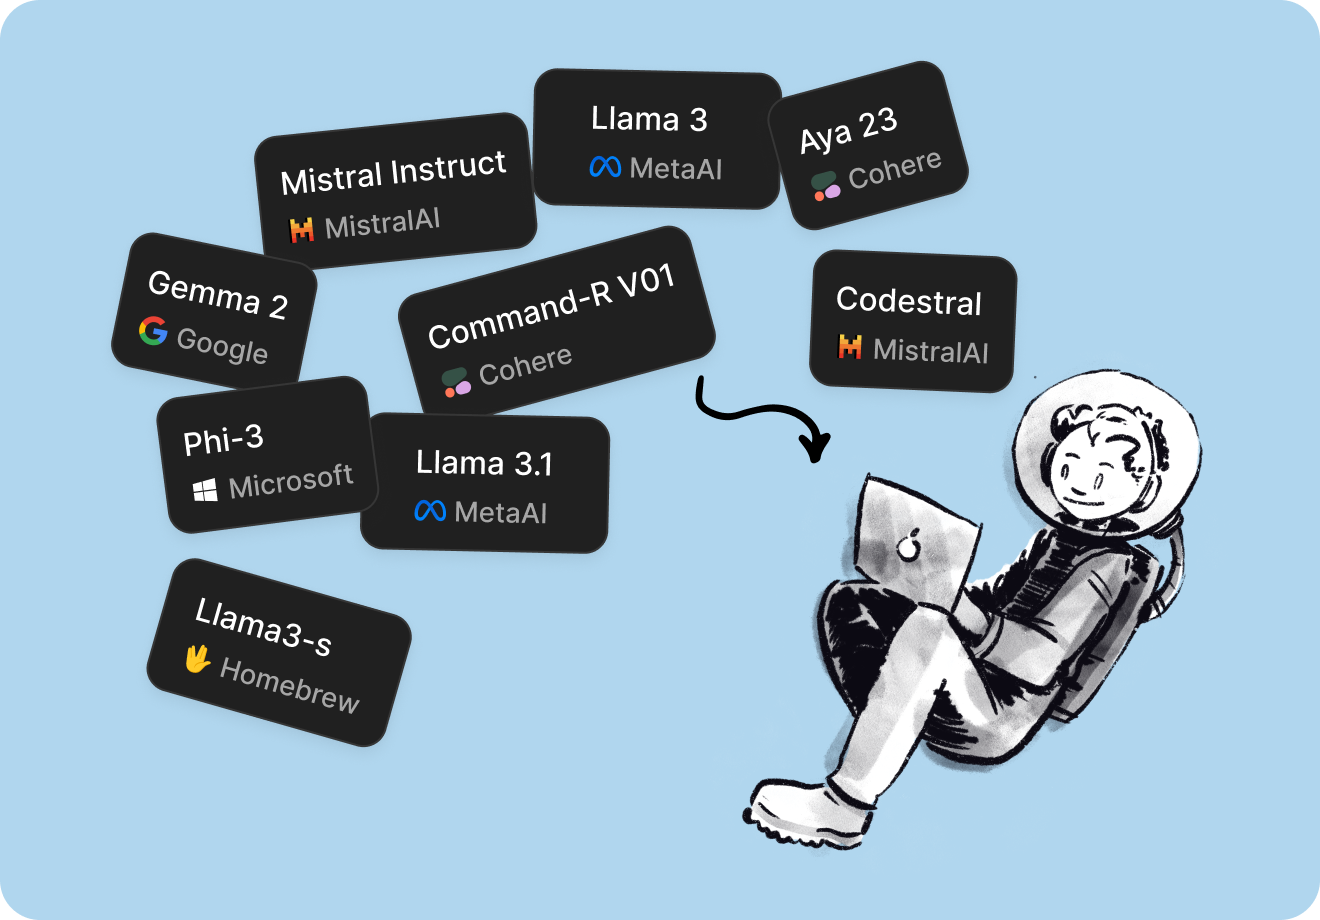 Llama 3
MetaAI
Aya 23
Cohere
Mistral Instruct
MistralAI
Gemma 2
Google
Command-R V01
Cohere
Codestral
MistralAI
Phi-3
Microsoft
Llama 3.1
MetaAI
Llama3-s
Homebrew